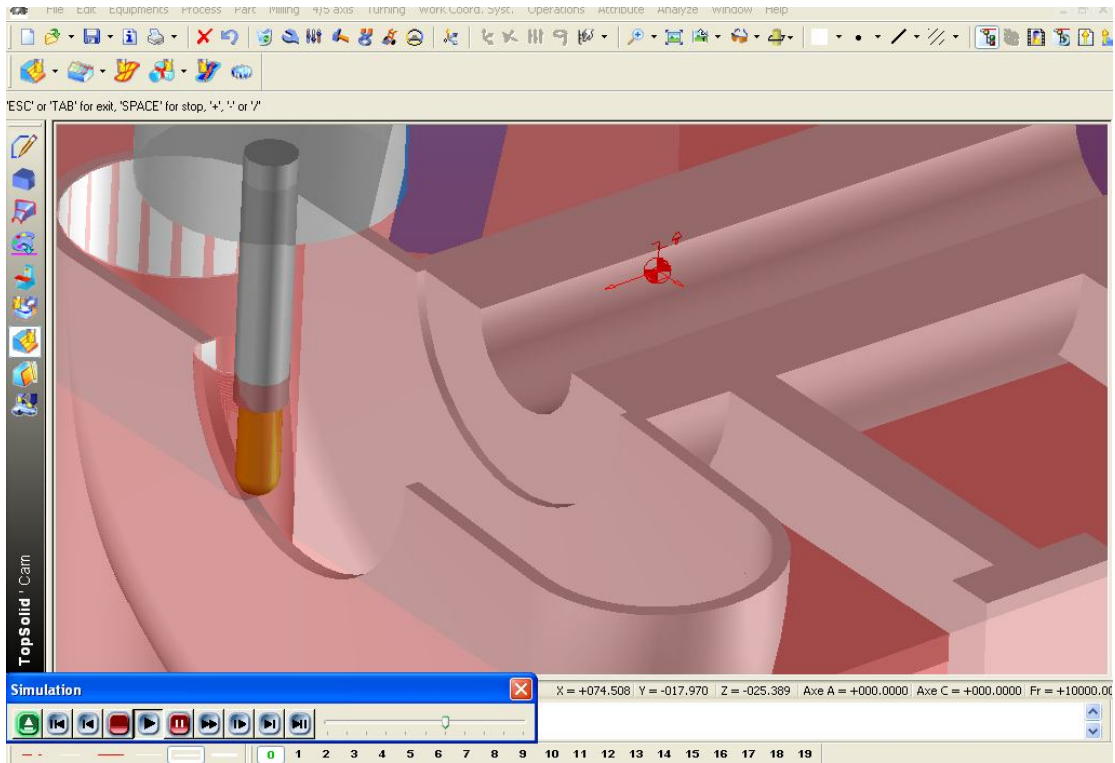 File Edit Equipments Process Part Milling 4/5 axis Turning Work Coord. Syst. Operations Attribute Analyze Window Help
'ESC' or 'TAB' for exit, 'SPACE' for stop, '+', '-' or '/'
TopSolid'Cam
Simulation
X = +074.508 Y = -017.970 Z = -025.389 Axe A = +000.0000 Axe C = +000.0000 Fr = +10000.00
0 1 2 3 4 5 6 7 8 9 10 11 12 13 14 15 16 17 18 19